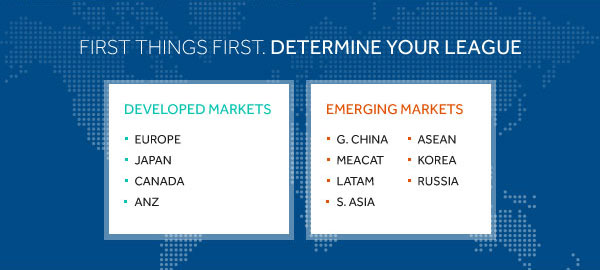 FIRST THINGS FIRST. DETERMINE YOUR LEAGUE
DEVELOPED MARKETS
EUROPE
JAPAN
CANADA
ANZ
EMERGING MARKETS
G. CHINA
MEACAT
LATAM
S. ASIA
ASEAN
KOREA
RUSSIA